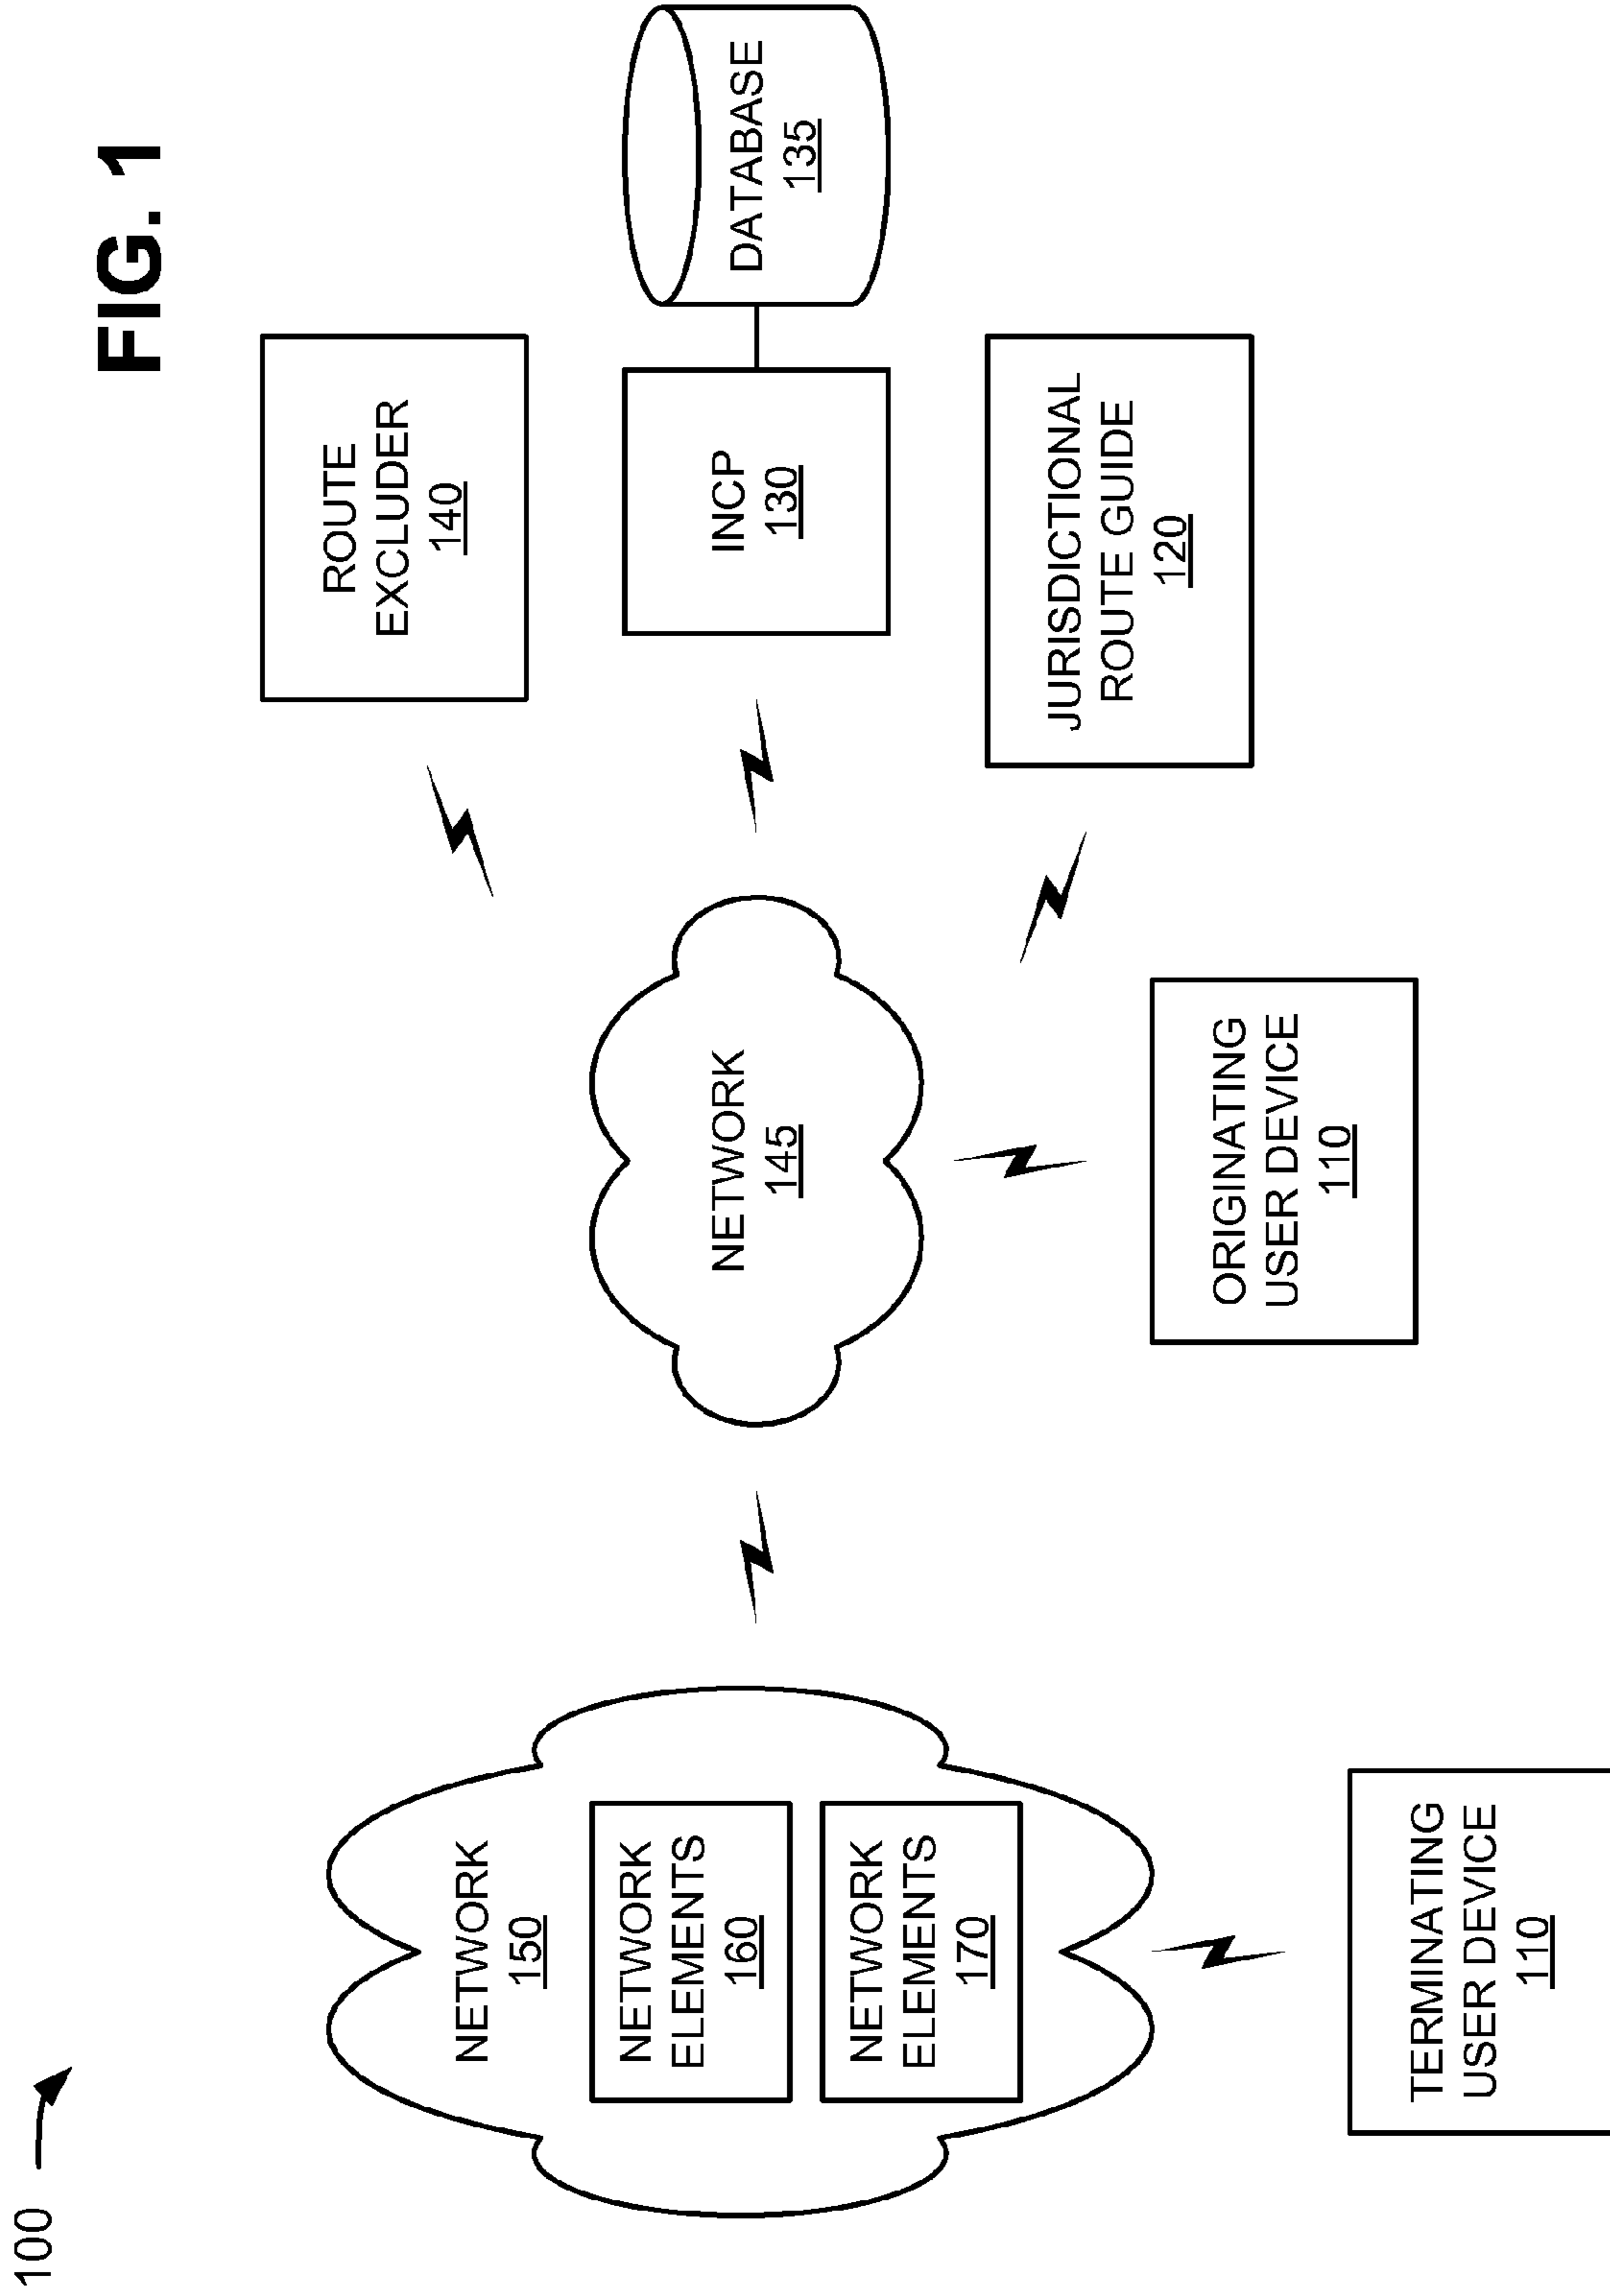 FIG. 1
100
NETWORK
150
NETWORK
ELEMENTS
160
NETWORK
ELEMENTS
170
TERMINATING
USER DEVICE
110
NETWORK
145
ORIGINATING
USER DEVICE
110
ROUTE
EXCLUDER
140
INCP
130
DATABASE
135
JURISDICTIONAL
ROUTE GUIDE
120